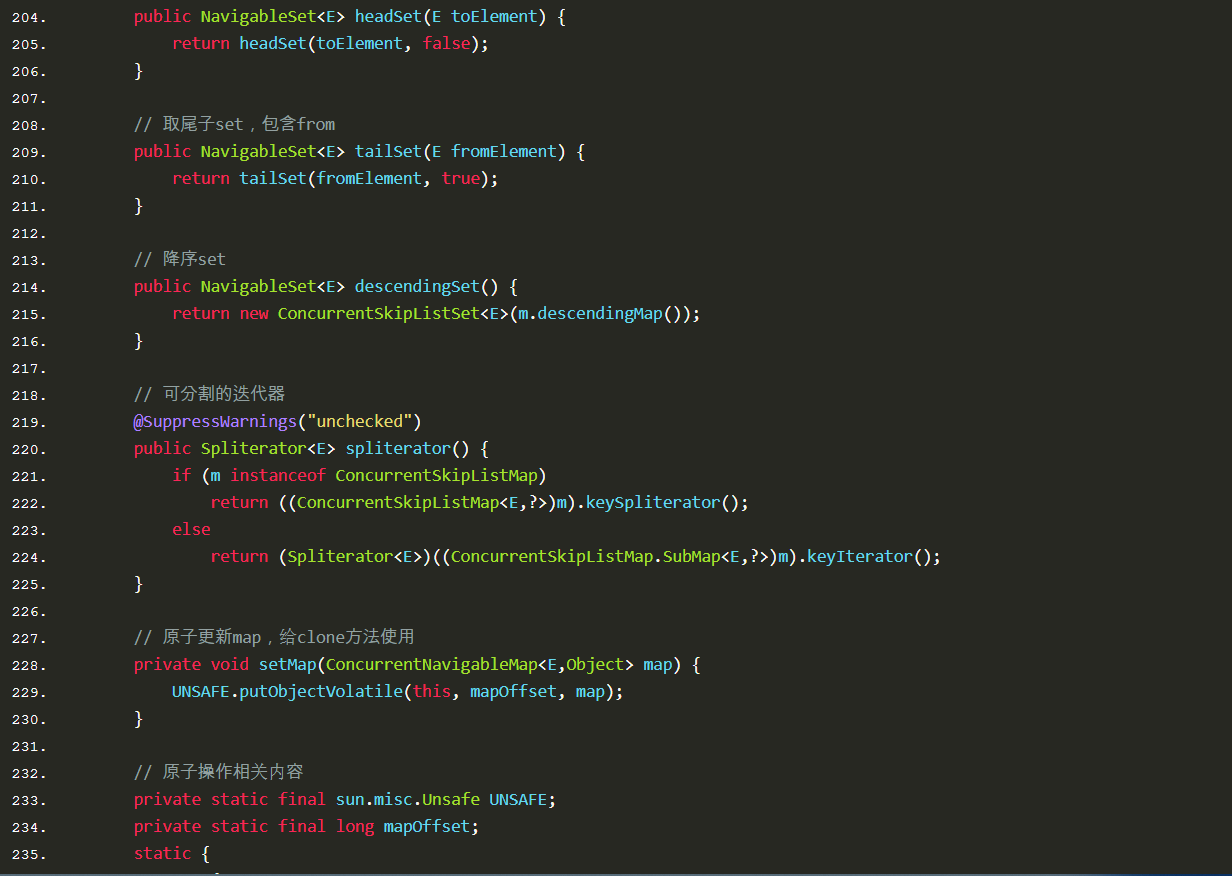 204. public NavigableSet<E> headSet(E toElement) {
205. return headSet(toElement, false);
206. }
207.
208. // 取尾子set，包含from
209. public NavigableSet<E> tailSet(E fromElement) {
210. return tailSet(fromElement, true);
211. }
212.
213. // 降序set
214. public NavigableSet<E> descendingSet() {
215. return new ConcurrentSkipListSet<E>(m.descendingMap());
216. }
217.
218. // 可分割的迭代器
219. @SuppressWarnings("unchecked")
220. public Spliterator<E> spliterator() {
221. if (m instanceof ConcurrentSkipListMap)
222. return ((ConcurrentSkipListMap<E,?>)m).keySpliterator();
223. else
224. return (Spliterator<E>)((ConcurrentSkipListMap.SubMap<E,?>)m).keyIterator();
225. }
226.
227. // 原子更新map，给clone方法使用
228. private void setMap(ConcurrentNavigableMap<E,Object> map) {
229. UNSAFE.putObjectVolatile(this, mapOffset, map);
230. }
231.
232. // 原子操作相关内容
233. private static final sun.misc.Unsafe UNSAFE;
234. private static final long mapOffset;
235. static {